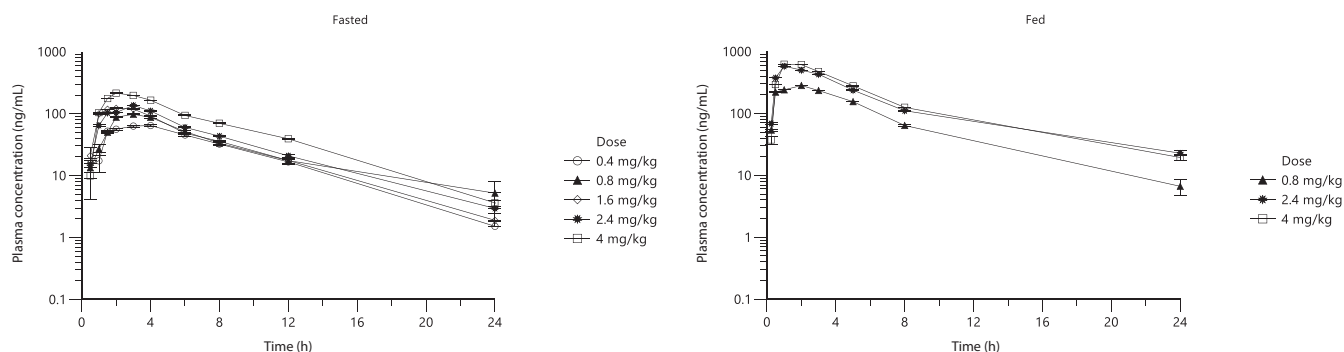 Fasted
1000
100
10
1
0.1
Plasma concentration (ng/mL)
0
4
8
12
16
20
24
Time (h)
Dose
0.4 mg/kg
0.8 mg/kg
1.6 mg/kg
2.4 mg/kg
4 mg/kg
Fed
1000
100
10
1
0.1
Plasma concentration (ng/mL)
0
4
8
12
16
20
24
Time (h)
Dose
0.8 mg/kg
2.4 mg/kg
4 mg/kg